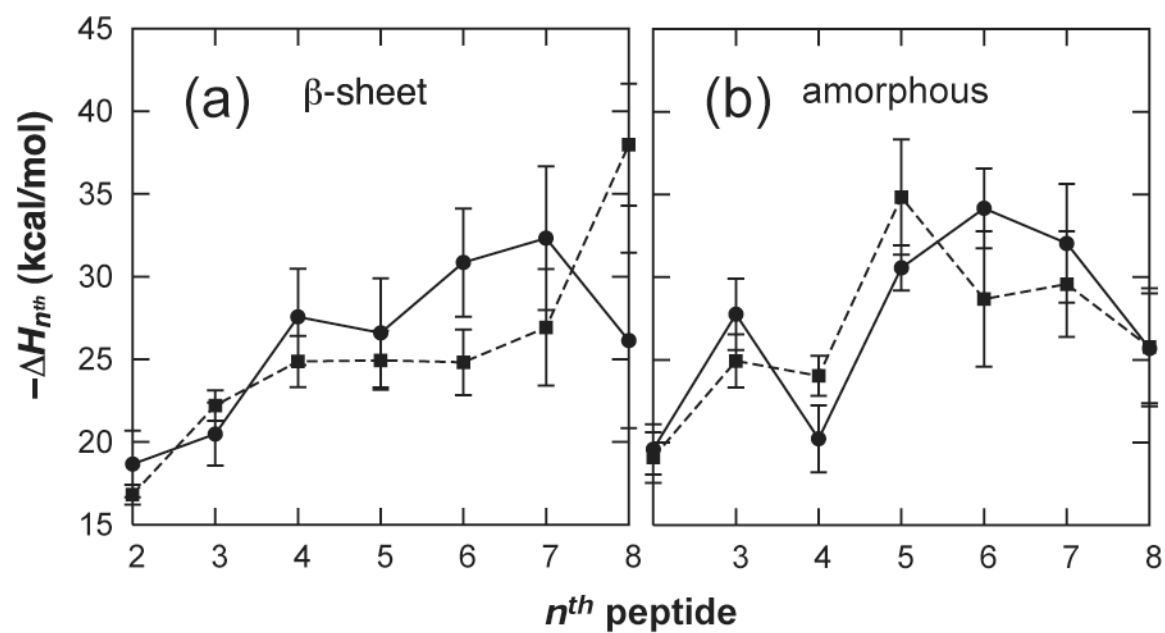 (a) β-sheet
(b) amorphous
45
40
35
30
25
20
15
−ΔHnth (kcal/mol)
2 3 4 5 6 7 8
3 4 5 6 7 8
nth peptide